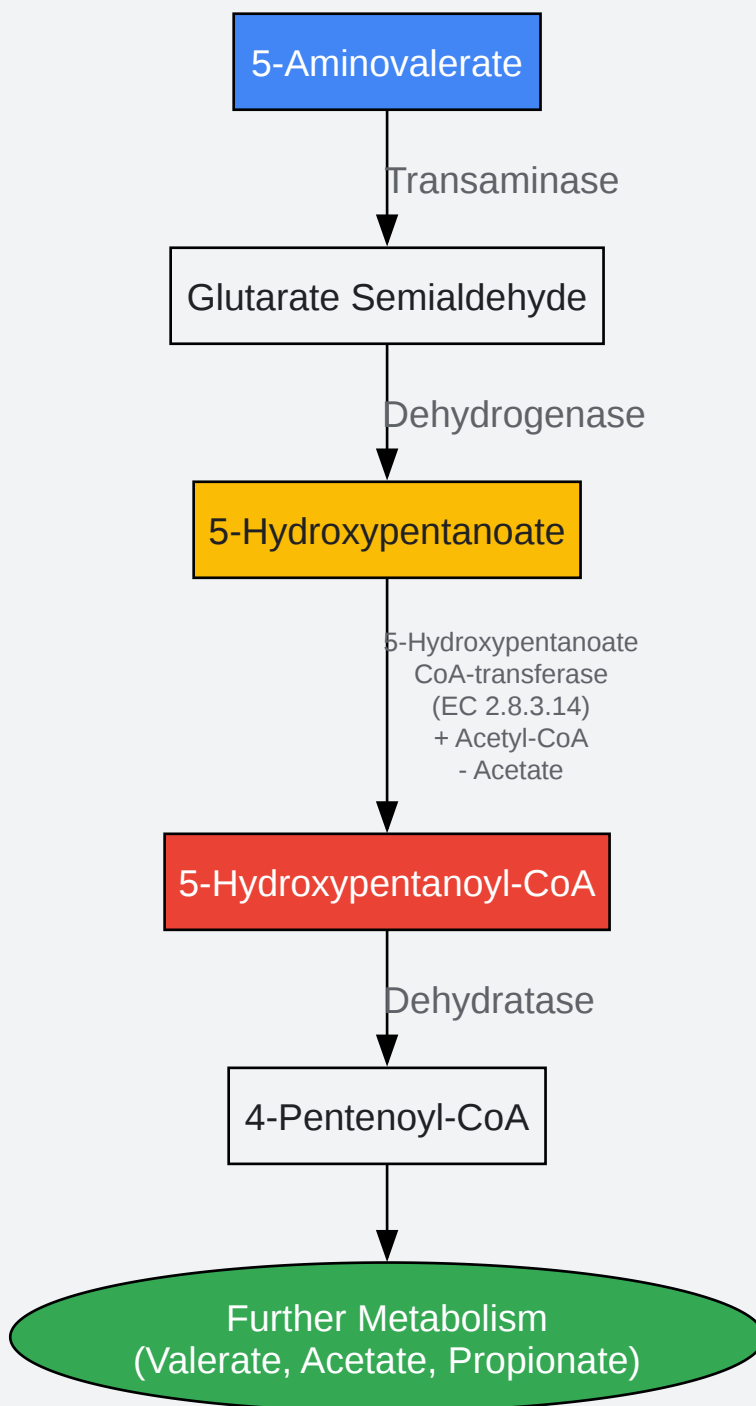 5-Aminovalerate
Transaminase
Glutarate Semialdehyde
Dehydrogenase
5-Hydroxypentanoate
5-Hydroxypentanoate
CoA-transferase
(EC 2.8.3.14)
+ Acetyl-CoA
- Acetate
5-Hydroxypentanoyl-CoA
Dehydratase
4-Pentenoyl-CoA
Further Metabolism
(Valerate, Acetate, Propionate)